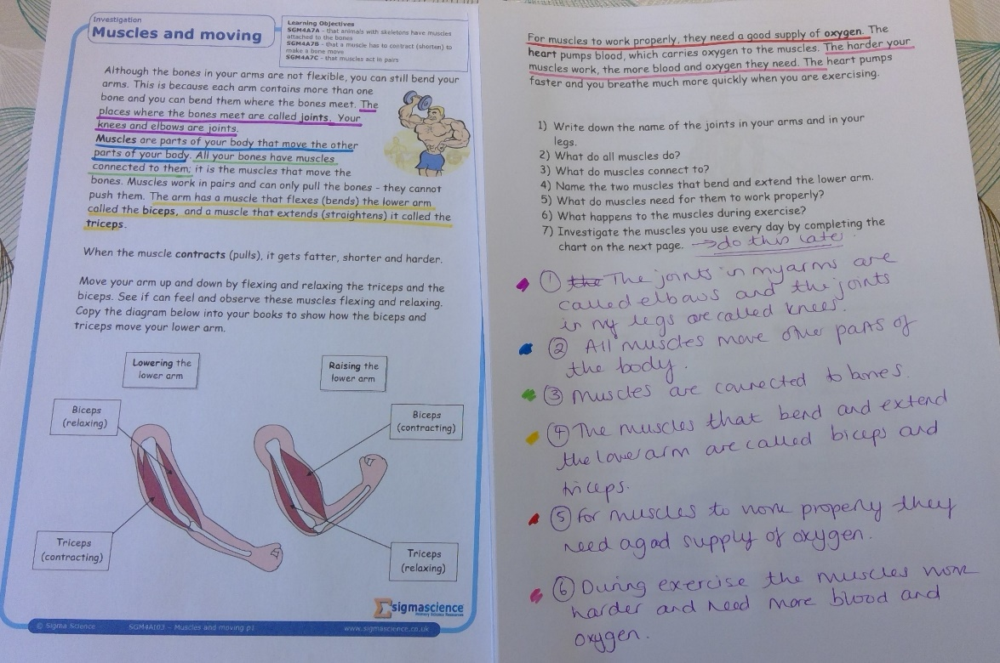 Investigation
Muscles and moving
Learning Objectives
SGM4A7A - that animals with skeletons have muscles
attached to the bones
SGM4A7B - that a muscle has to contract (shorten) to
make a bone move
SGM4A7C - that muscles act in pairs
Although the bones in your arms are not flexible, you can still bend your
arms. This is because each arm contains more than one
bone and you can bend them where the bones meet. The
places where the bones meet are called joints. Your
knees and elbows are joints.
Muscles are parts of your body that move the other
parts of your body. All your bones have muscles
connected to them; it is the muscles that move the
bones. Muscles work in pairs and can only pull the bones - they cannot
push them. The arm has a muscle that flexes (bends) the lower arm
called the biceps, and a muscle that extends (straightens) it called the
triceps.
When the muscle contracts (pulls), it gets fatter, shorter and harder.
Move your arm up and down by flexing and relaxing the triceps and the
biceps. See if can feel and observe these muscles flexing and relaxing.
Copy the diagram below into your books to show how the biceps and
triceps move your lower arm.
Lowering the
lower arm
Raising the
lower arm
Biceps
(relaxing)
Biceps
(contracting)
Triceps
(contracting)
Triceps
(relaxing)
sigmascience
Primary Science Resources
© Sigma Science SGM4AI03 - Muscles and moving p1 www.sigmascience.co.uk
For muscles to work properly, they need a good supply of oxygen. The
heart pumps blood, which carries oxygen to the muscles. The harder your
muscles work, the more blood and oxygen they need. The heart pumps
faster and you breathe much more quickly when you are exercising.
1) Write down the name of the joints in your arms and in your
legs.
2) What do all muscles do?
3) What do muscles connect to?
4) Name the two muscles that bend and extend the lower arm.
5) What do muscles need for them to work properly?
6) What happens to the muscles during exercise?
7) Investigate the muscles you use every day by completing the
chart on the next page. → do this later
① the The joints in my arms are
called elbows and the joints
in my legs are called knees.
② All muscles move other parts of
the body.
③ muscles are connected to bones.
④ The muscles that bend and extend
the lower arm are called biceps and
triceps.
⑤ For muscles to work properly they
need a good supply of oxygen.
⑥ During exercise the muscles work
harder and need more blood and
oxygen.